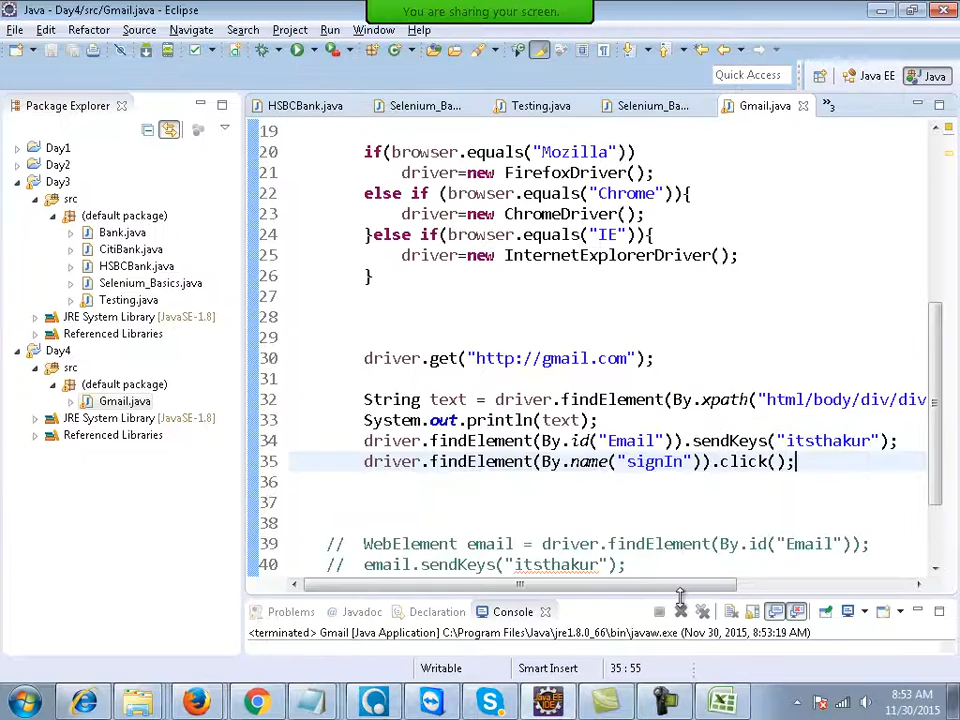 Java - Day4/src/Gmail.java - Eclipse
You are sharing your screen.
File Edit Refactor Source Navigate Search Project Run Window Help
Quick Access
Java EE
Java
Package Explorer
HSBCBank.java
Selenium_Ba...
Testing.java
Selenium_Ba...
Gmail.java
»3
Day1
Day2
Day3
src
(default package)
Bank.java
CitiBank.java
HSBCBank.java
Selenium_Basics.java
Testing.java
JRE System Library [JavaSE-1.8]
Referenced Libraries
Day4
src
(default package)
Gmail.java
JRE System Library [JavaSE-1.8]
Referenced Libraries
19
20 if(browser.equals("Mozilla"))
21 driver=new FirefoxDriver();
22 else if (browser.equals("Chrome")){
23 driver=new ChromeDriver();
24 }else if(browser.equals("IE")){
25 driver=new InternetExplorerDriver();
26 }
27
28
29
30 driver.get("http://gmail.com");
31
32 String text = driver.findElement(By.xpath("html/body/div/div
33 System.out.println(text);
34 driver.findElement(By.id("Email")).sendKeys("itsthakur");
35 driver.findElement(By.name("signIn")).click();
36
37
38
39 // WebElement email = driver.findElement(By.id("Email"));
40 // email.sendKeys("itsthakur");
Problems
Javadoc
Declaration
Console
<terminated> Gmail [Java Application] C:\Program Files\Java\jre1.8.0_66\bin\javaw.exe (Nov 30, 2015, 8:53:19 AM)
Writable
Smart Insert
35 : 55
8:53 AM
11/30/2015